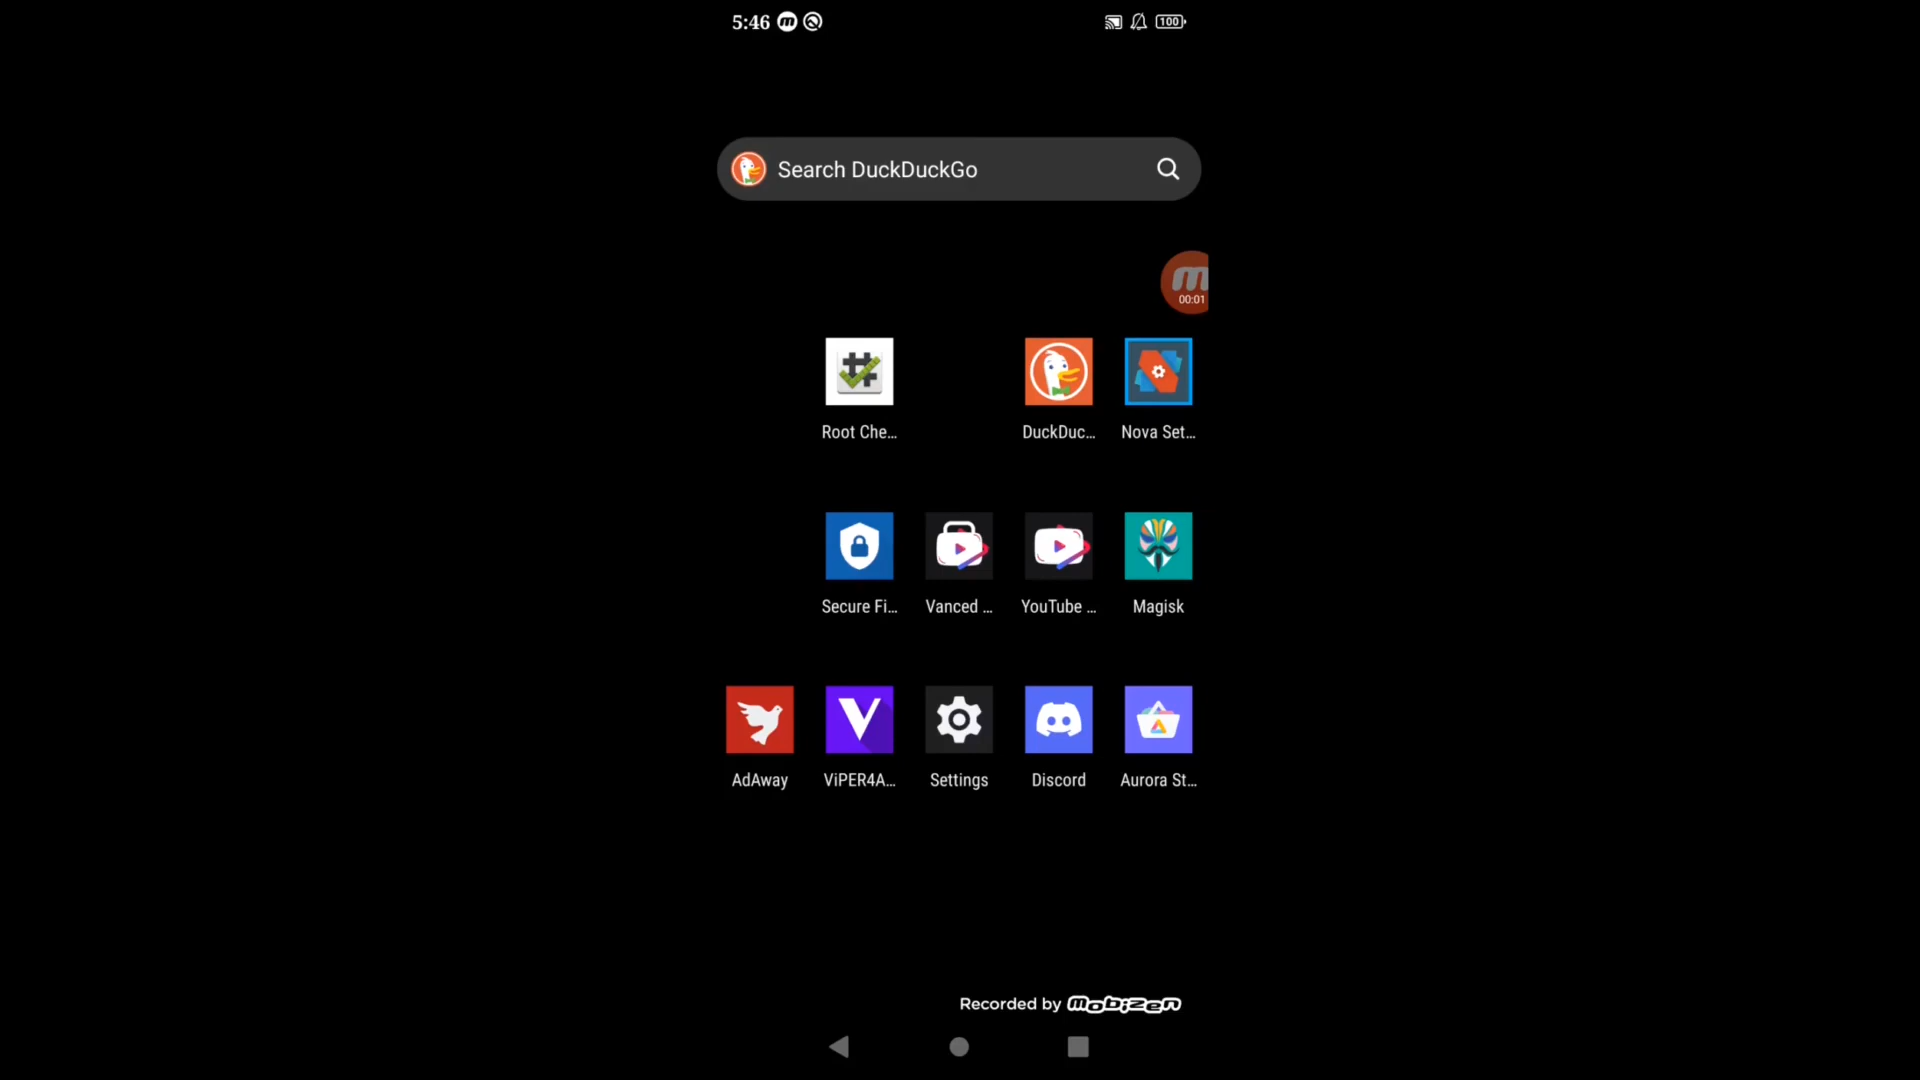 5:46
100
Search DuckDuckGo
00:01
Root Che...
DuckDuc...
Nova Set...
Secure Fi...
Vanced ...
YouTube ...
Magisk
AdAway
ViPER4A...
Settings
Discord
Aurora St...
Recorded by mobizen